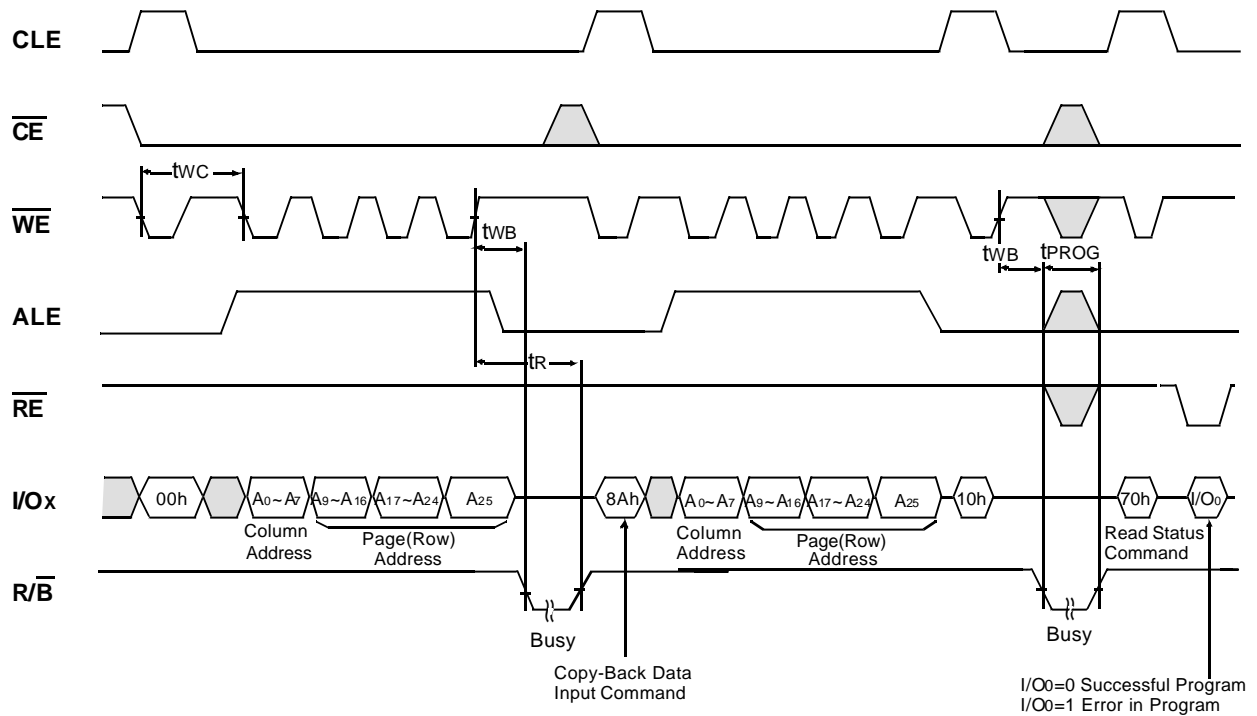 CLE
CE
tWC
WE
tWB
tWB
tPROG
ALE
tR
RE
I/Ox
00h
A0~A7
A9~A16
A17~A24
A25
8Ah
A0~A7
A9~A16
A17~A24
A25
10h
70h
I/O0
Column
Address
Page(Row)
Address
Column
Address
Page(Row)
Address
Read Status
Command
R/B
Busy
Busy
Copy-Back Data
Input Command
I/O0=0 Successful Program
I/O0=1 Error in Program